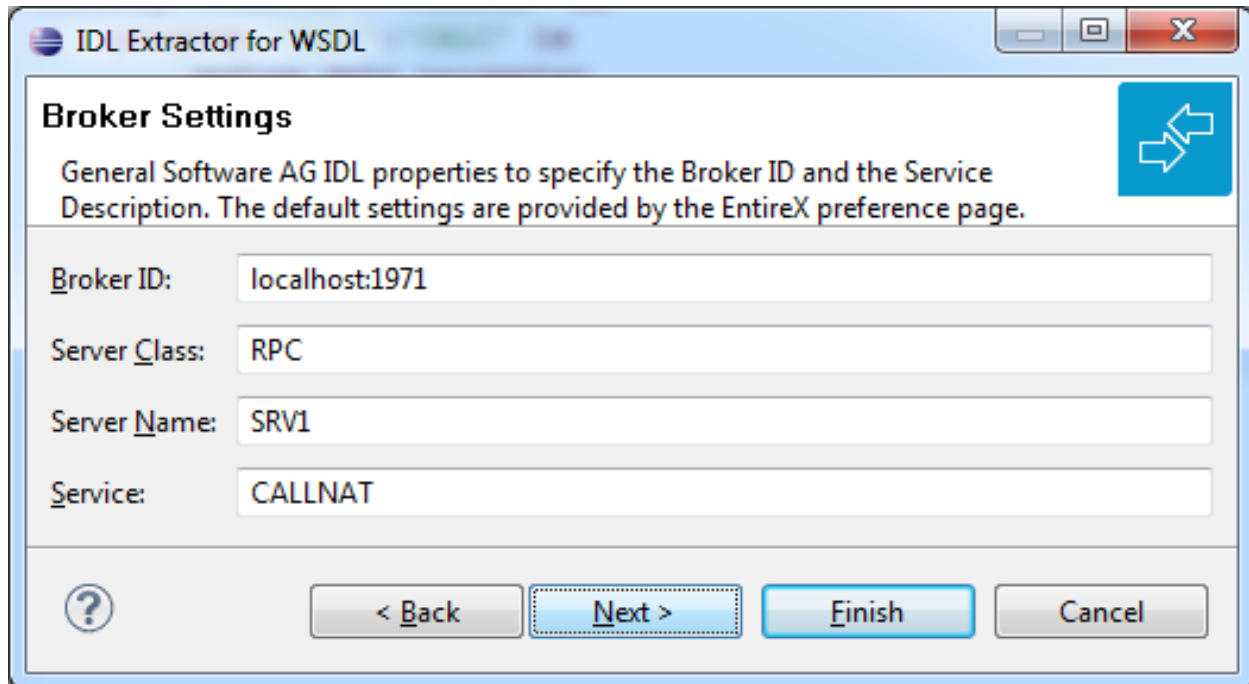 IDL Extractor for WSDL
Broker Settings
General Software AG IDL properties to specify the Broker ID and the Service
Description. The default settings are provided by the EntireX preference page.
Broker ID: localhost:1971
Server Class: RPC
Server Name: SRV1
Service: CALLNAT
? < Back Next > Finish Cancel